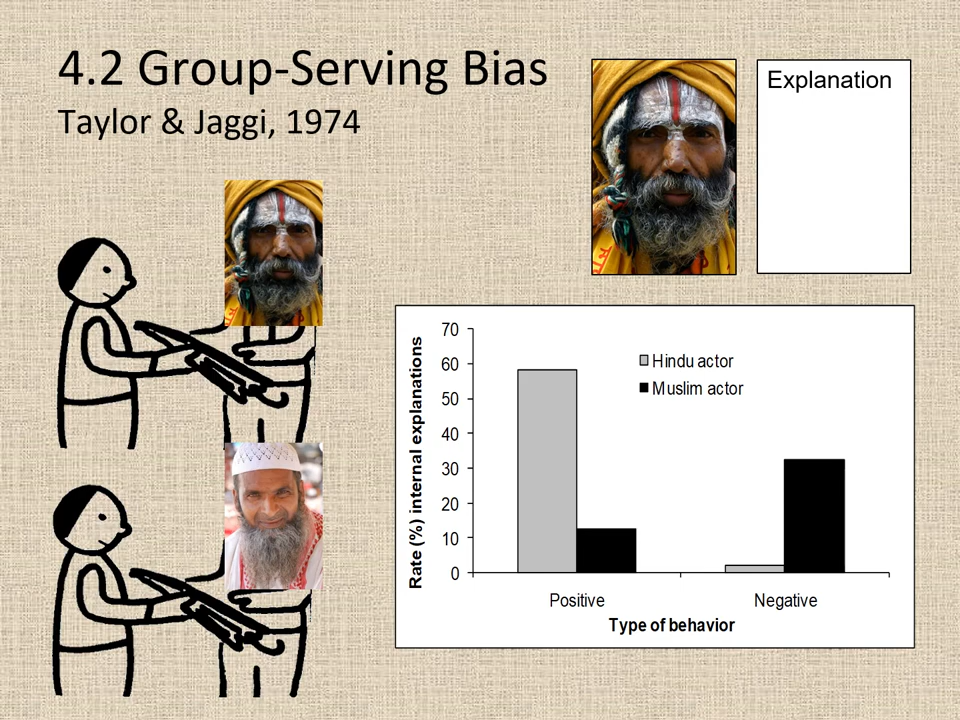 4.2 Group-Serving Bias
Taylor & Jaggi, 1974
Explanation
Rate (%) internal explanations
70
60
50
40
30
20
10
0
Hindu actor
Muslim actor
Positive
Negative
Type of behavior